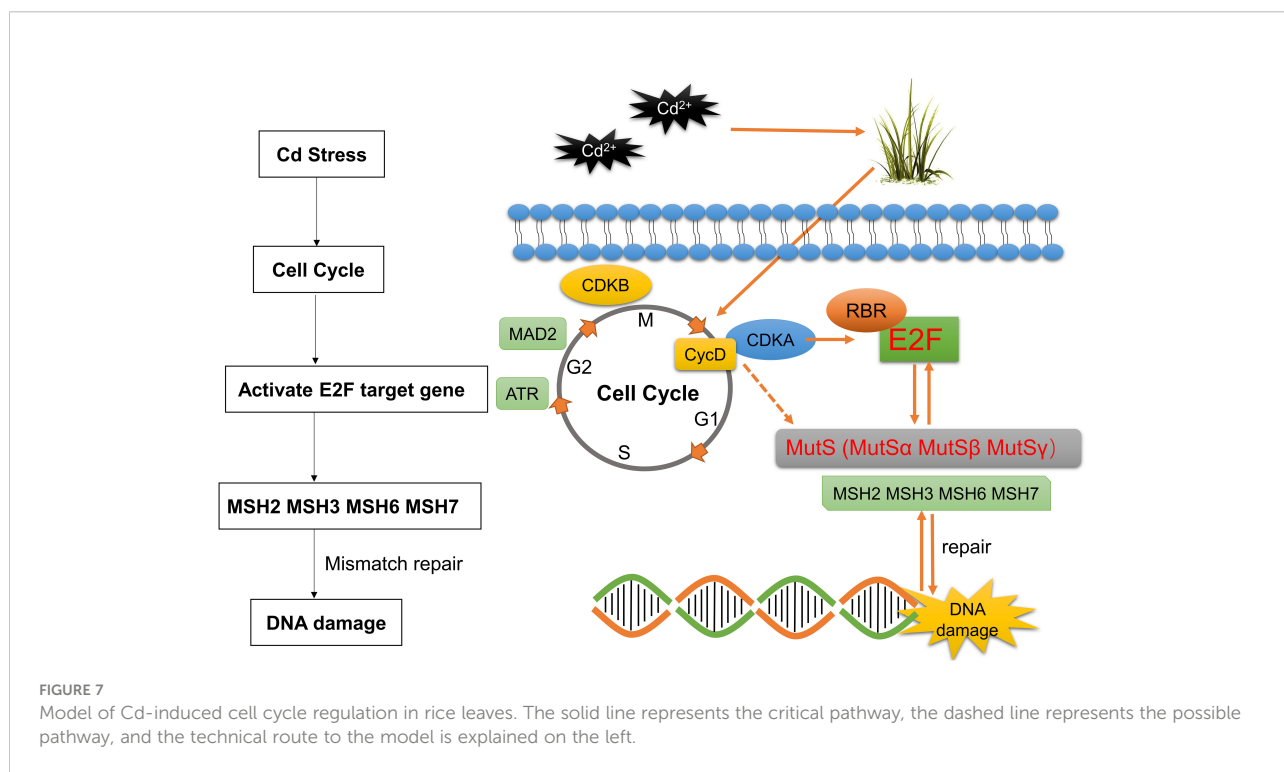 Cd Stress
Cell Cycle
Activate E2F target gene
MSH2 MSH3 MSH6 MSH7
Mismatch repair
DNA damage
Cd²⁺
Cd²⁺
CDKB
MAD2
ATR
M
G2
S
G1
Cell Cycle
CycD
CDKA
RBR
E2F
MutS (MutSα MutSβ MutSγ)
MSH2 MSH3 MSH6 MSH7
repair
DNA
damage
FIGURE 7
Model of Cd-induced cell cycle regulation in rice leaves. The solid line represents the critical pathway, the dashed line represents the possible
pathway, and the technical route to the model is explained on the left.